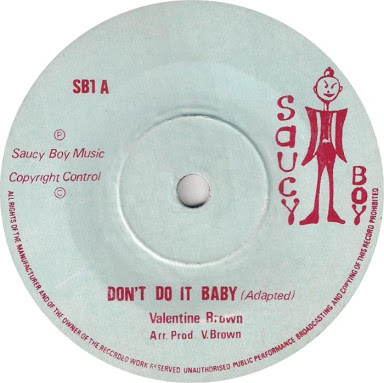 SB1 A
SAUCY
BOY
Ⓟ
Saucy Boy Music
Copyright Control
©
DON'T DO IT BABY (Adapted)
Valentine Brown
Arr. Prod V.Brown
ALL RIGHTS OF THE MANUFACTURER AND OF THE OWNER OF THE RECORDED WORK RESERVED UNAUTHORISED PUBLIC PERFORMANCE BROADCASTING AND COPYING OF THIS RECORD PROHIBITED